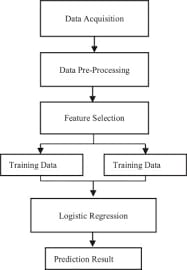 Data Acquisition
Data Pre-Processing
Feature Selection
Training Data
Training Data
Logistic Regression
Prediction Result